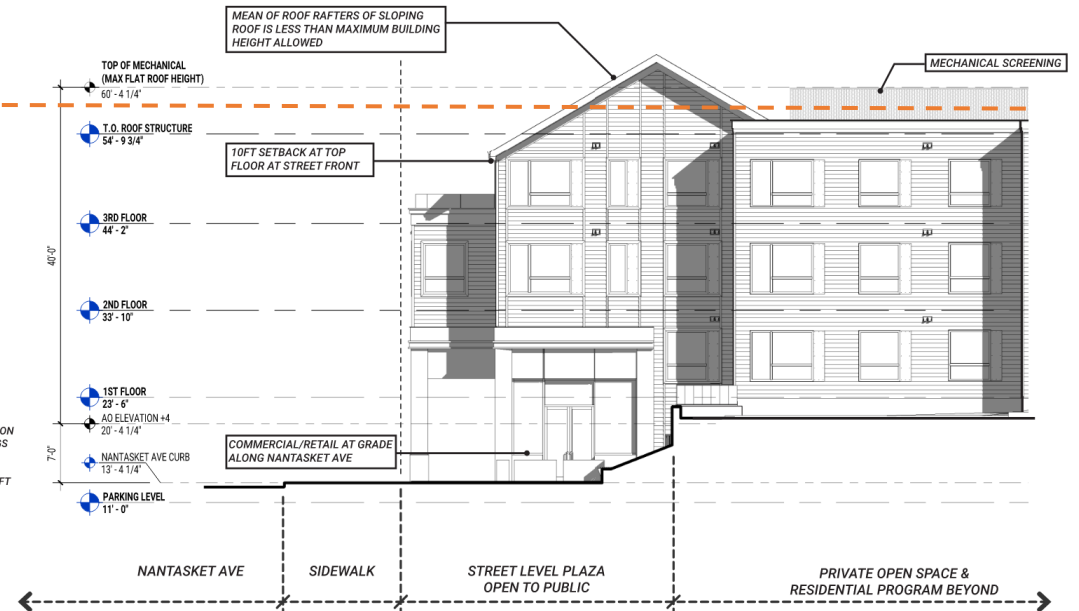 MEAN OF ROOF RAFTERS OF SLOPING
ROOF IS LESS THAN MAXIMUM BUILDING
HEIGHT ALLOWED
MECHANICAL SCREENING
TOP OF MECHANICAL
(MAX FLAT ROOF HEIGHT)
60' - 4 1/4"
T.O. ROOF STRUCTURE
54' - 9 3/4"
10FT SETBACK AT TOP
FLOOR AT STREET FRONT
3RD FLOOR
44' - 2"
40'-0"
2ND FLOOR
33' - 10"
1ST FLOOR
23' - 6"
AO ELEVATION +4
20' - 4 1/4"
ON
GS
7'-0"
COMMERCIAL/RETAIL AT GRADE
ALONG NANTASKET AVE
NANTASKET AVE CURB
13' - 4 1/4"
FT
PARKING LEVEL
11' - 0"
NANTASKET AVE
SIDEWALK
STREET LEVEL PLAZA
OPEN TO PUBLIC
PRIVATE OPEN SPACE &
RESIDENTIAL PROGRAM BEYOND